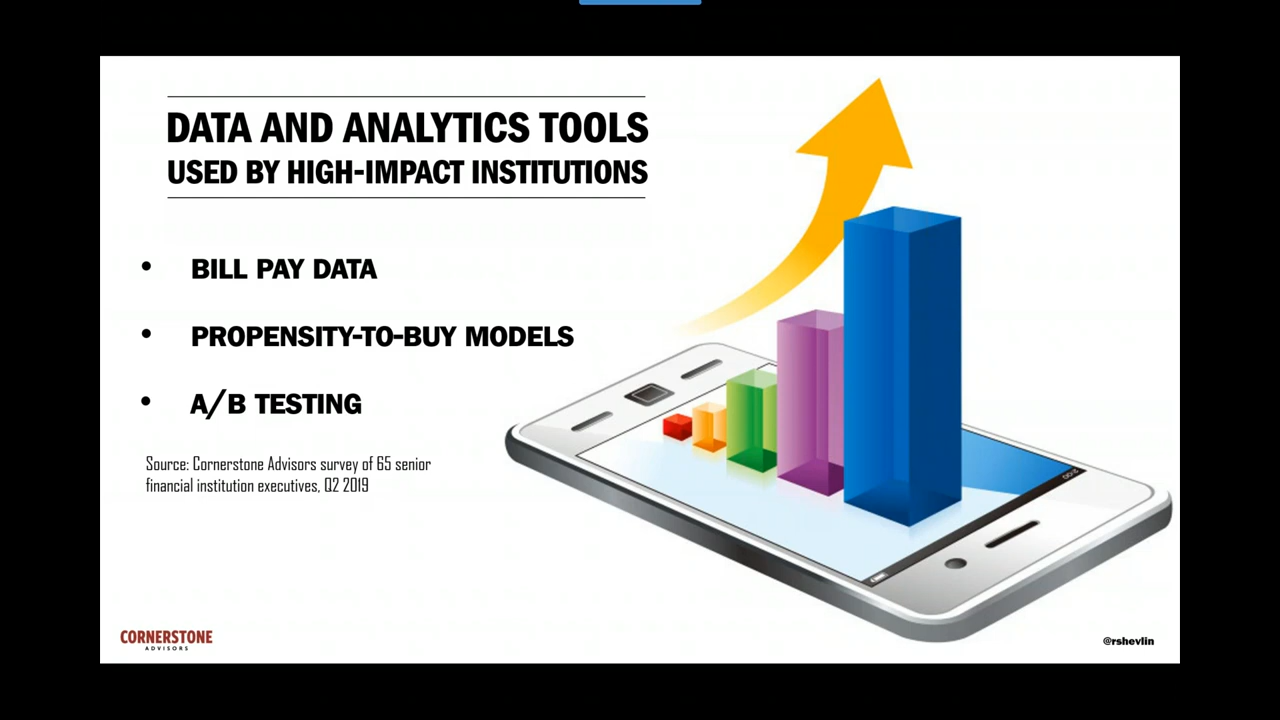 DATA AND ANALYTICS TOOLS
USED BY HIGH-IMPACT INSTITUTIONS
• BILL PAY DATA
• PROPENSITY-TO-BUY MODELS
• A/B TESTING
Source: Cornerstone Advisors survey of 65 senior
financial institution executives, Q2 2019
CORNERSTONE
ADVISORS
@rshevlin